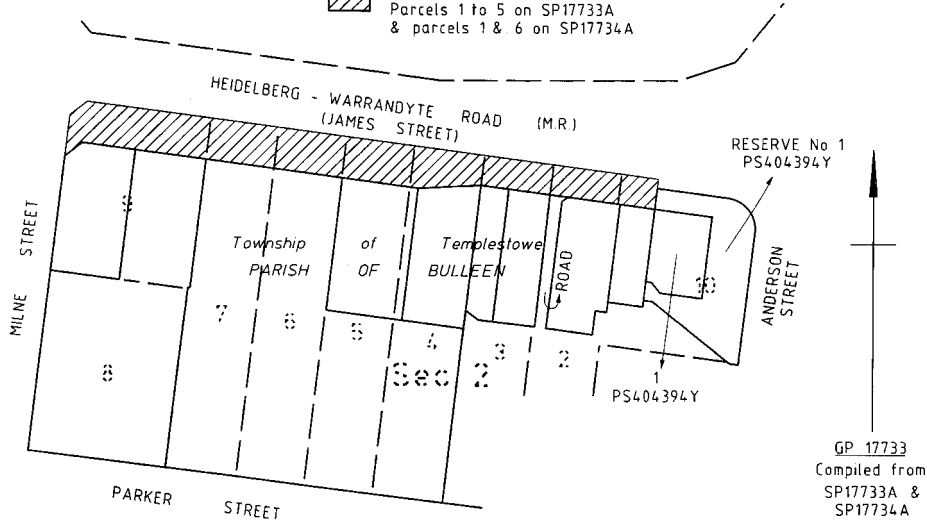 Parcels 1 to 5 on SP17733A
& parcels 1 & 6 on SP17734A
HEIDELBERG - WARRANDYTE ROAD (M.R.)
(JAMES STREET)
RESERVE No 1
PS404394Y
MILNE STREET
9
Township of Templestowe
PARISH OF BULLEEN
ROAD
10
ANDERSON
STREET
7
6
5
4
3
2
8
Sec 2
1
PS404394Y
PARKER STREET
GP 17733
Compiled from
SP17733A &
SP17734A